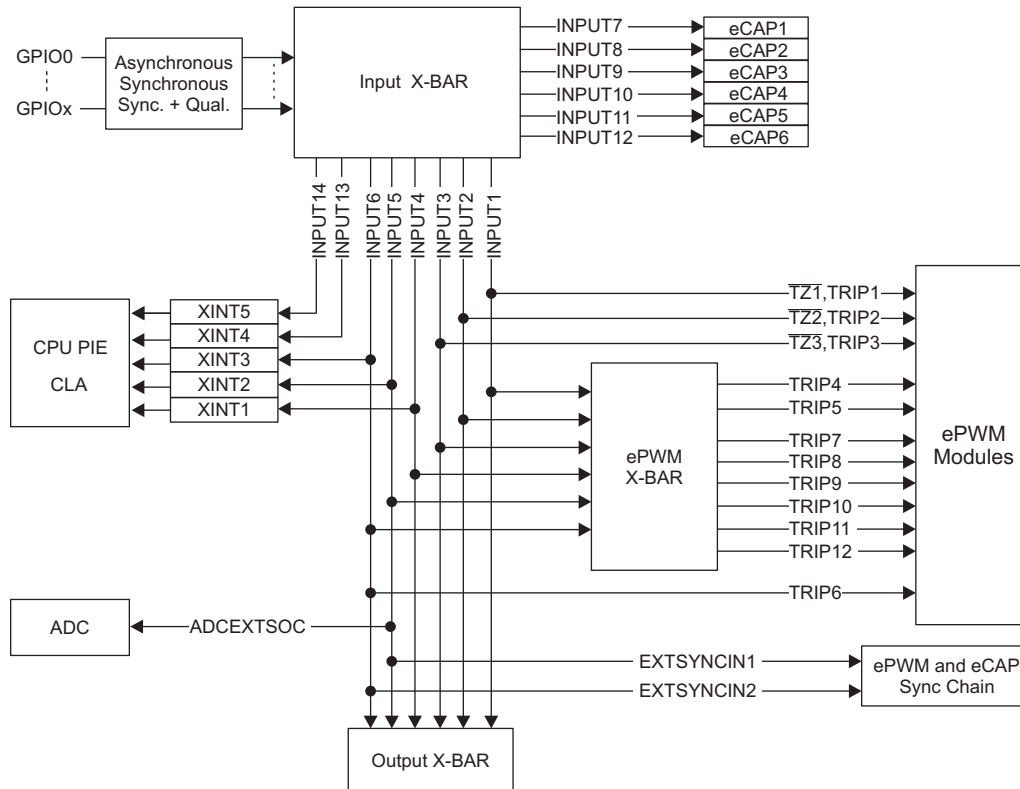 GPIO0
GPIOx
Asynchronous
Synchronous
Sync. + Qual.
Input X-BAR
INPUT7
INPUT8
INPUT9
INPUT10
INPUT11
INPUT12
eCAP1
eCAP2
eCAP3
eCAP4
eCAP5
eCAP6
INPUT14
INPUT13
INPUT6
INPUT5
INPUT4
INPUT3
INPUT2
INPUT1
CPU PIE
CLA
XINT5
XINT4
XINT3
XINT2
XINT1
TZ1,TRIP1
TZ2,TRIP2
TZ3,TRIP3
ePWM
X-BAR
TRIP4
TRIP5
TRIP7
TRIP8
TRIP9
TRIP10
TRIP11
TRIP12
TRIP6
ePWM
Modules
ADC
ADCEXTSOC
EXTSYNCIN1
EXTSYNCIN2
ePWM and eCAP
Sync Chain
Output X-BAR